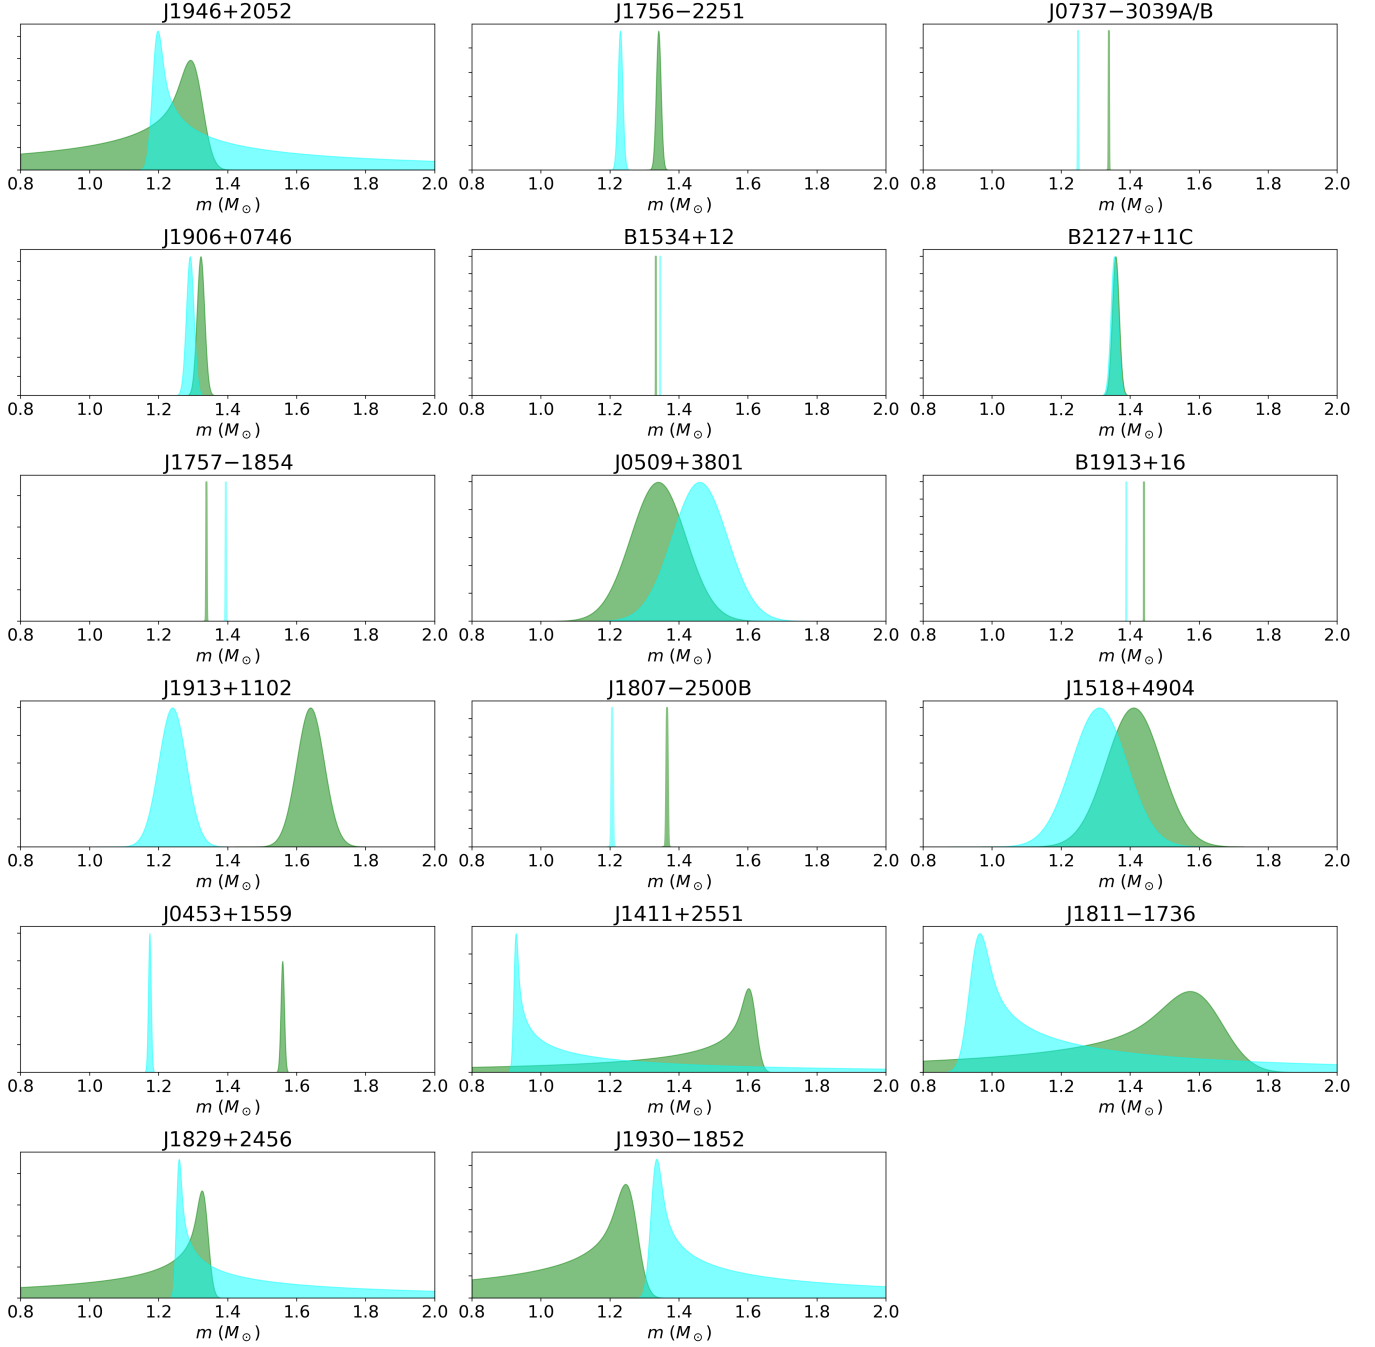 J1946+2052 J1756−2251 J0737−3039A/B
0.8 1.0 1.2 1.4 1.6 1.8 2.0 0.8 1.0 1.2 1.4 1.6 1.8 2.0 0.8 1.0 1.2 1.4 1.6 1.8 2.0
m (M⊙) m (M⊙) m (M⊙)
J1906+0746 B1534+12 B2127+11C
0.8 1.0 1.2 1.4 1.6 1.8 2.0 0.8 1.0 1.2 1.4 1.6 1.8 2.0 0.8 1.0 1.2 1.4 1.6 1.8 2.0
m (M⊙) m (M⊙) m (M⊙)
J1757−1854 J0509+3801 B1913+16
0.8 1.0 1.2 1.4 1.6 1.8 2.0 0.8 1.0 1.2 1.4 1.6 1.8 2.0 0.8 1.0 1.2 1.4 1.6 1.8 2.0
m (M⊙) m (M⊙) m (M⊙)
J1913+1102 J1807−2500B J1518+4904
0.8 1.0 1.2 1.4 1.6 1.8 2.0 0.8 1.0 1.2 1.4 1.6 1.8 2.0 0.8 1.0 1.2 1.4 1.6 1.8 2.0
m (M⊙) m (M⊙) m (M⊙)
J0453+1559 J1411+2551 J1811−1736
0.8 1.0 1.2 1.4 1.6 1.8 2.0 0.8 1.0 1.2 1.4 1.6 1.8 2.0 0.8 1.0 1.2 1.4 1.6 1.8 2.0
m (M⊙) m (M⊙) m (M⊙)
J1829+2456 J1930−1852
0.8 1.0 1.2 1.4 1.6 1.8 2.0 0.8 1.0 1.2 1.4 1.6 1.8 2.0
m (M⊙) m (M⊙)